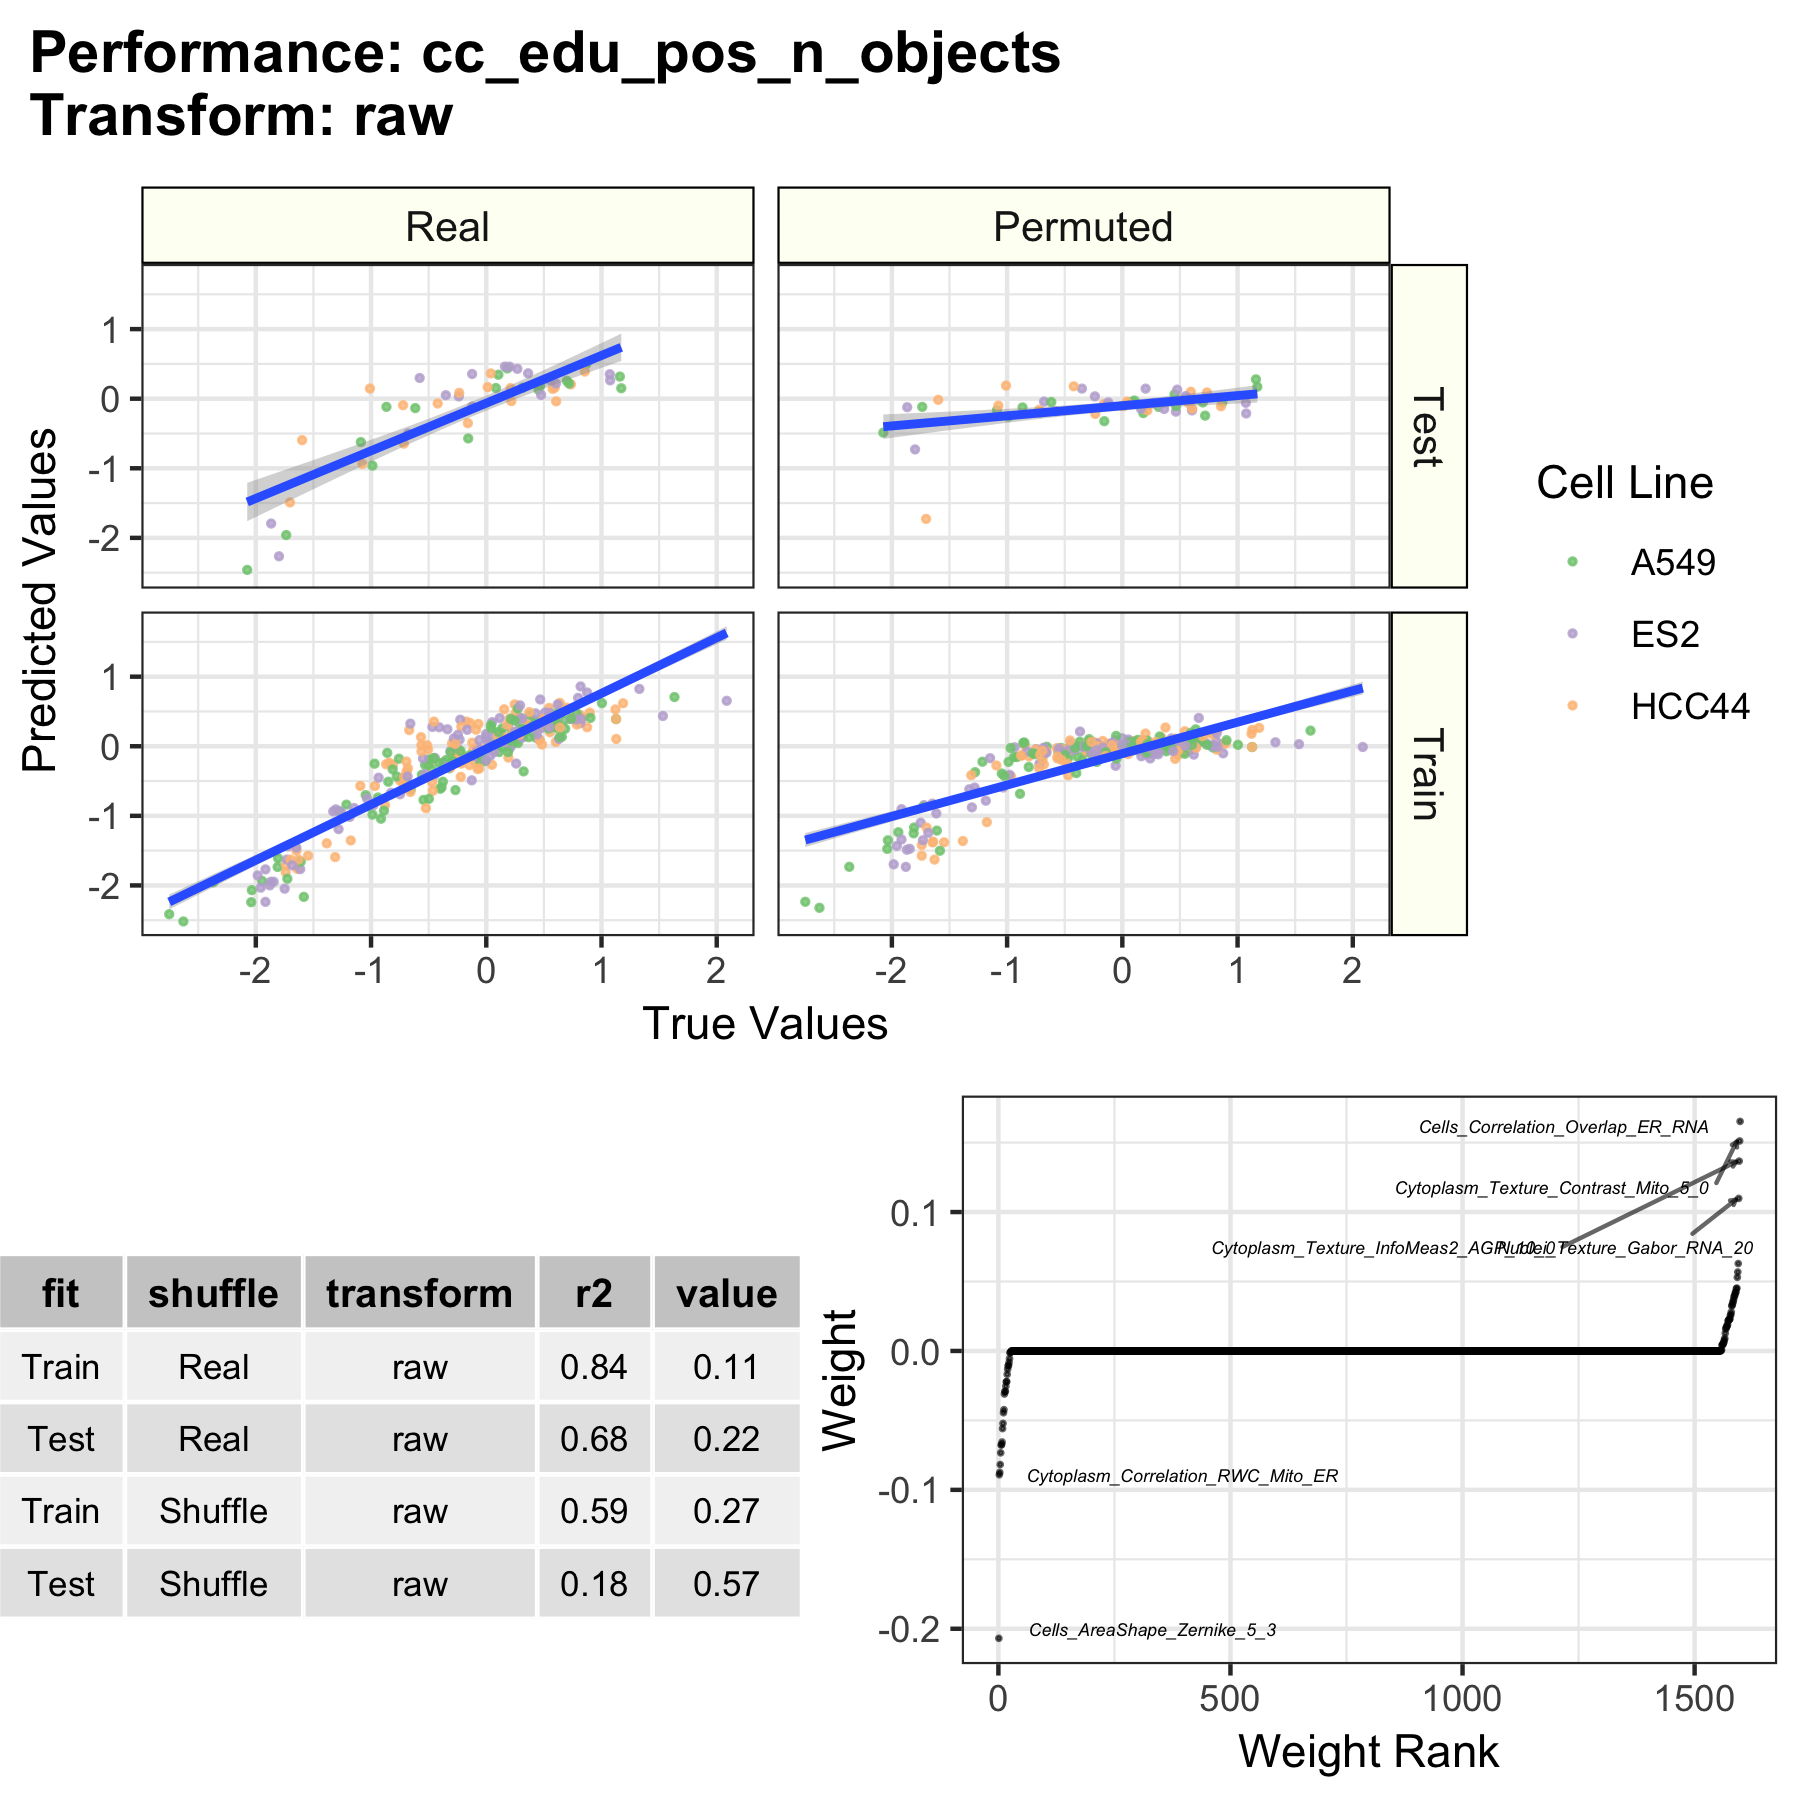 Performance: cc_edu_pos_n_objects
Transform: raw
Real
Permuted
Test
Train
Predicted Values
1
0
-1
-2
1
0
-1
-2
-2
-1
0
1
2
-2
-1
0
1
2
True Values
Cell Line
A549
ES2
HCC44
fit shuffle transform r2 value
Train Real raw 0.84 0.11
Test Real raw 0.68 0.22
Train Shuffle raw 0.59 0.27
Test Shuffle raw 0.18 0.57
Weight
0.1
0.0
-0.1
-0.2
Cells_Correlation_Overlap_ER_RNA
Cytoplasm_Texture_Contrast_Mito_5_0
Cytoplasm_Texture_InfoMeas2_AGP_10_0
Nuclei_Texture_Gabor_RNA_20
Cytoplasm_Correlation_RWC_Mito_ER
Cells_AreaShape_Zernike_5_3
0
500
1000
1500
Weight Rank